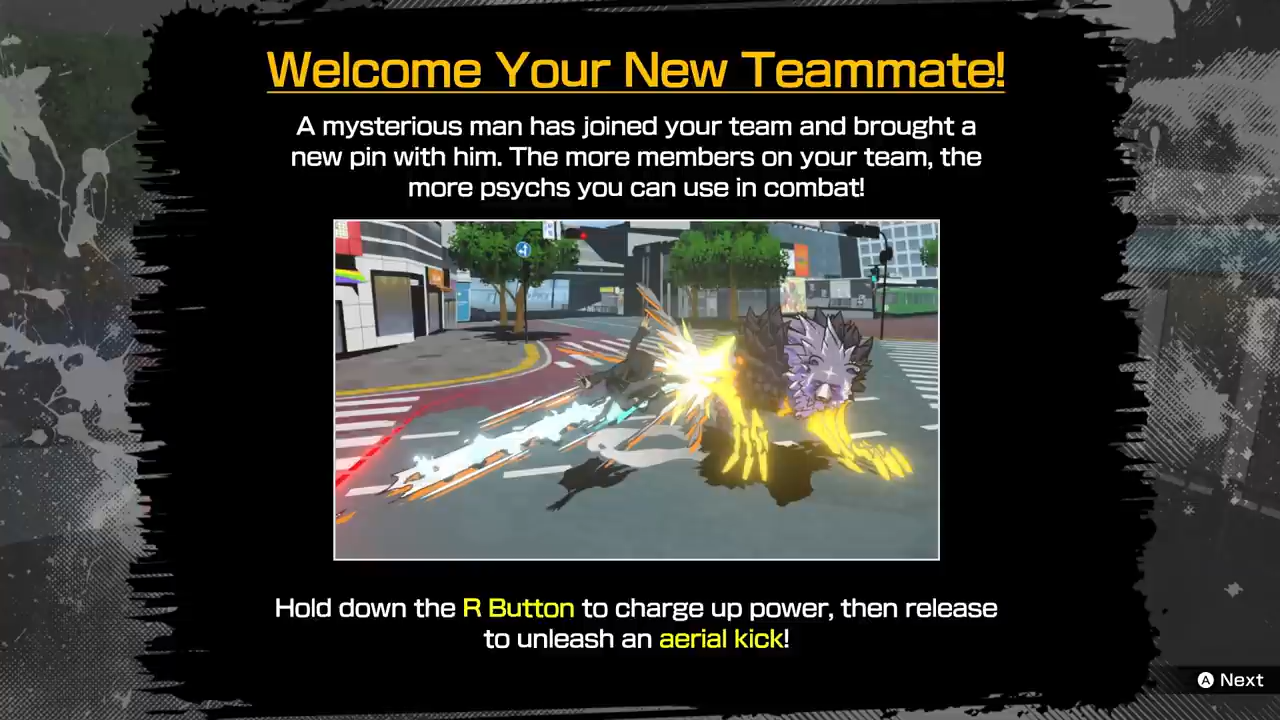 Welcome Your New Teammate!
A mysterious man has joined your team and brought a
new pin with him. The more members on your team, the
more psychs you can use in combat!
Hold down the R Button to charge up power, then release
to unleash an aerial kick!
A Next